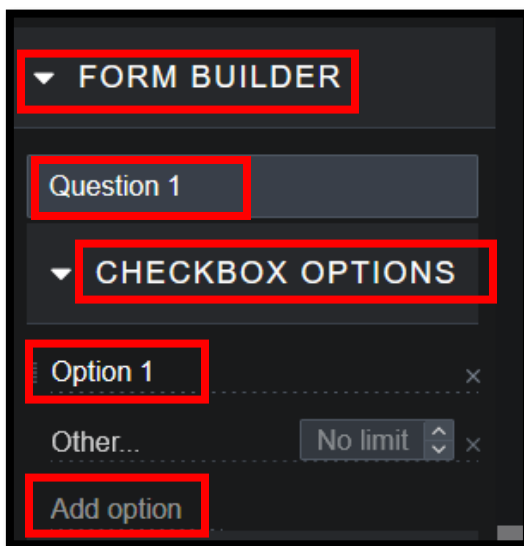 FORM BUILDER
Question 1
CHECKBOX OPTIONS
Option 1
Other... No limit
Add option